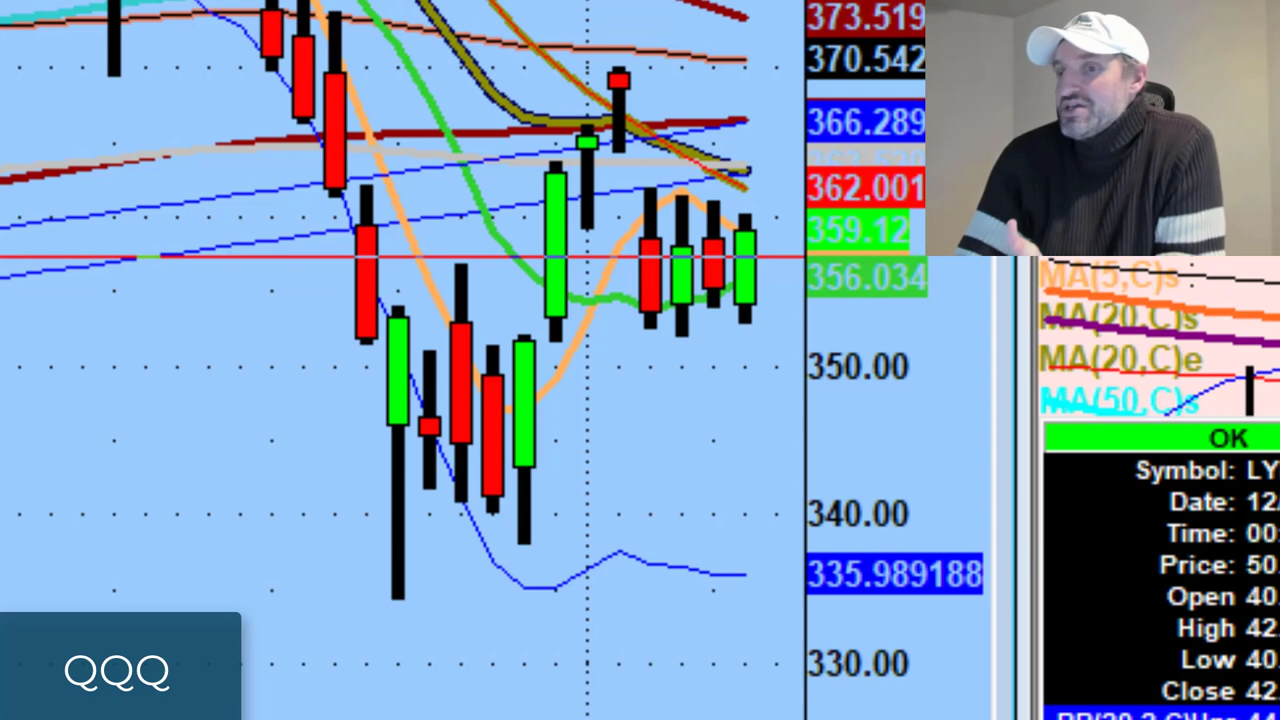 373.519
370.542
366.289
362.001
359.12
356.034
350.00
340.00
335.989188
330.00
QQQ
MA(5,C)s
MA(20,C)s
MA(20,C)e
MA(50,C)s
OK
Symbol: LY
Date: 12/
Time: 00:
Price: 50.
Open 40.
High 42.
Low 40.
Close 42.